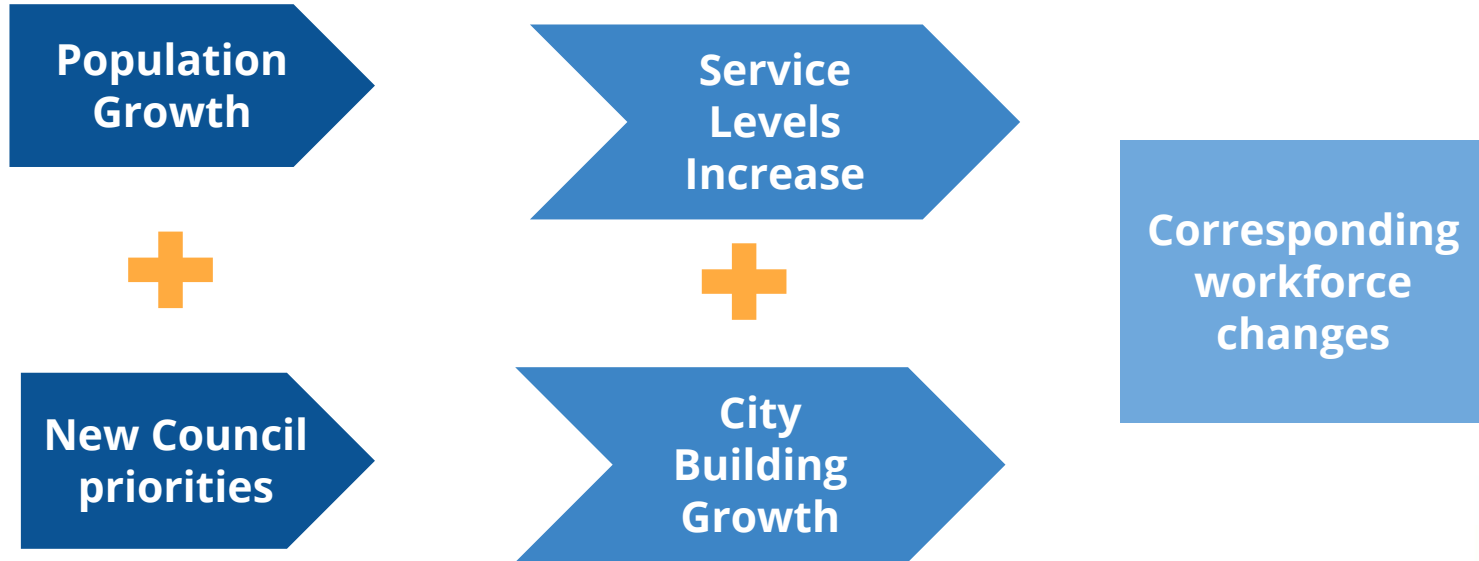 Population
Growth
New Council
priorities
Service
Levels
Increase
City
Building
Growth
Corresponding
workforce
changes